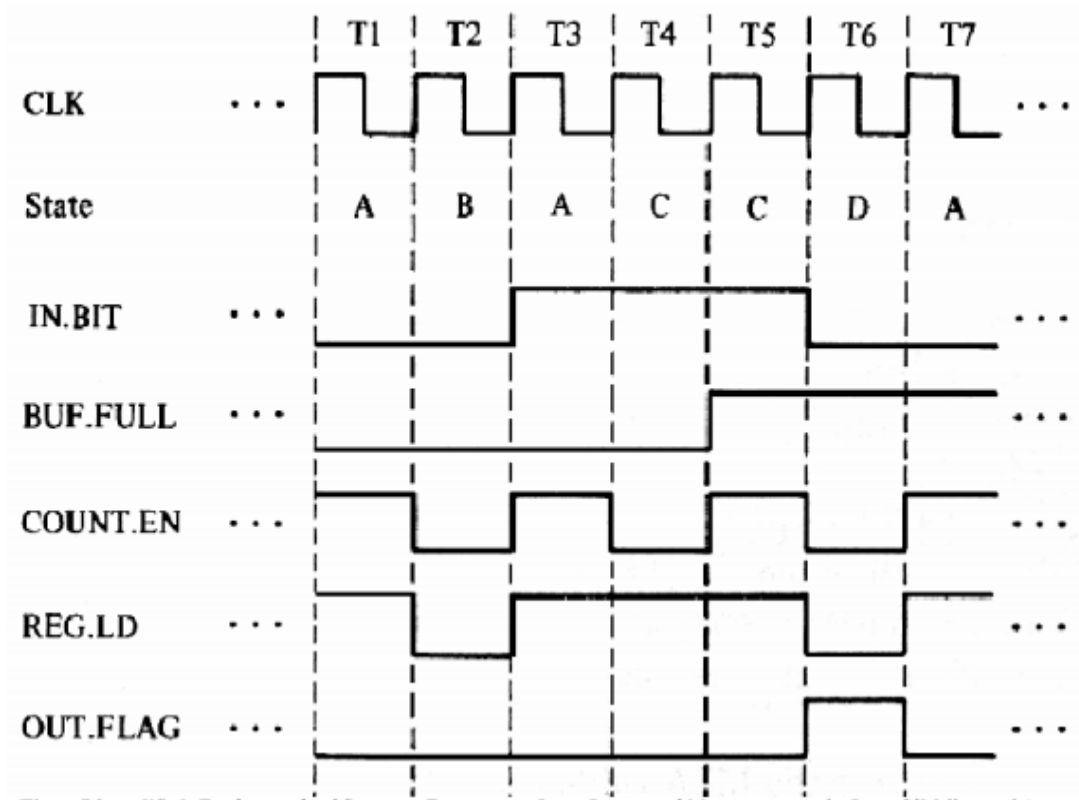 T1 T2 T3 T4 T5 T6 T7
CLK ... ...
State A B A C C D A
IN.BIT ... ...
BUF.FULL ... ...
COUNT.EN ... ...
REG.LD ... ...
OUT.FLAG ... ...